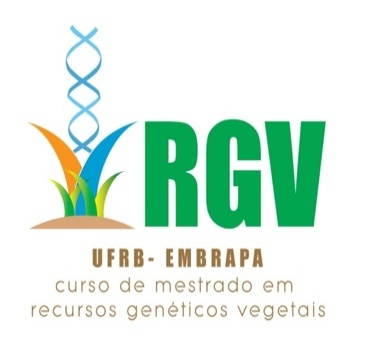 RGV
UFRB- EMBRAPA
curso de mestrado em
recursos genéticos vegetais